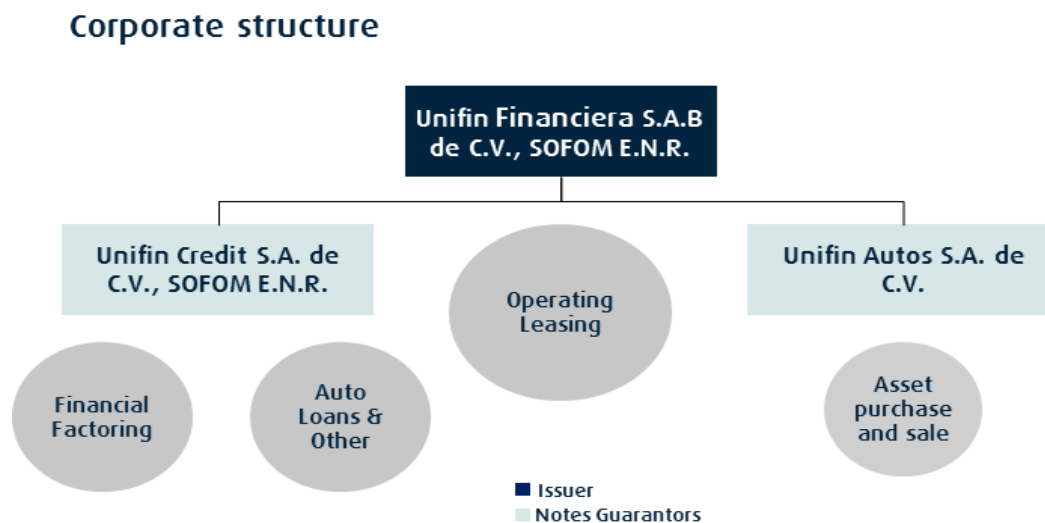 Corporate structure
Unifin Financiera S.A.B
de C.V., SOFOM E.N.R.
Unifin Credit S.A. de
C.V., SOFOM E.N.R.
Unifin Autos S.A. de
C.V.
Operating
Leasing
Financial
Factoring
Auto
Loans &
Other
Asset
purchase
and sale
Issuer
Notes Guarantors